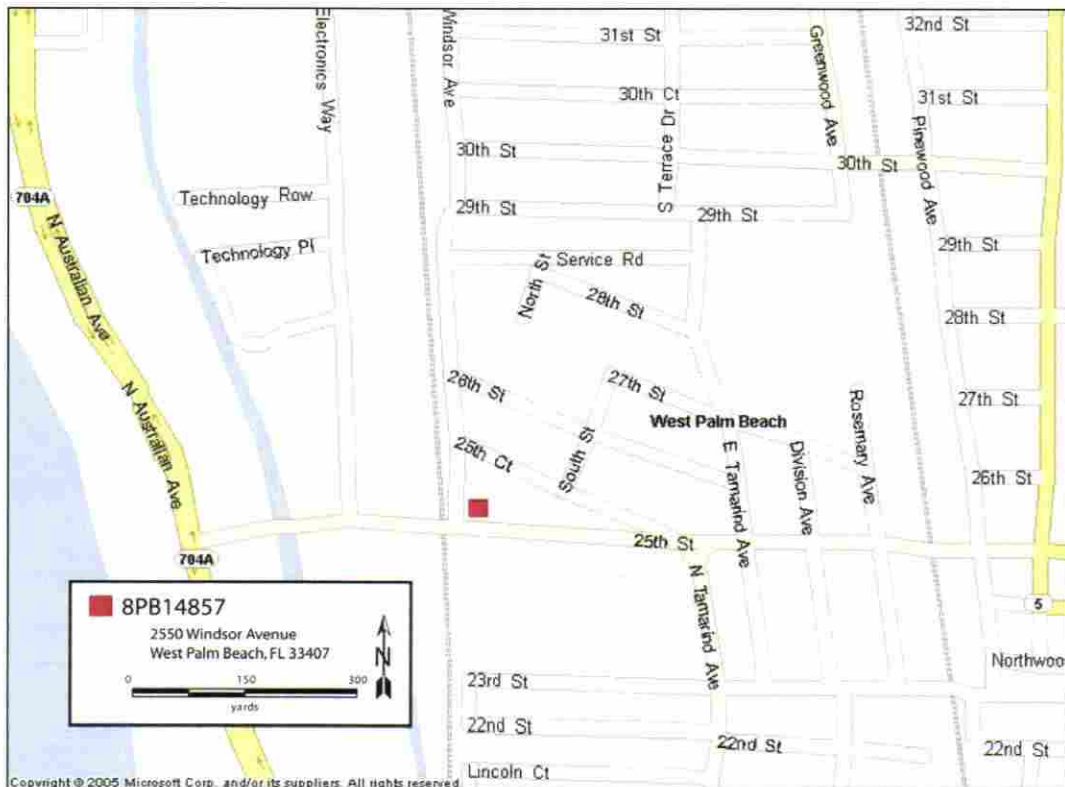 Electronics Way
Windsor Ave
31st St
S Terrece Dr
Greenwood Ave
32nd St
30th Ct
31st St
Pinewood Ave
30th St
30th St
704A
Technology Row
29th St
29th St
N Australian Ave
Technology Pl
Service Rd
29th St
North St
28th St
28th St
26th St
27th St
27th St
N Australian Ave
West Palm Beach
Rosemary Ave
25th Ct
South St
E Tamarind Ave
Division Ave
26th St
25th St
704A
N Tamarind Ave
5
8PB14857
2550 Windsor Avenue
West Palm Beach, FL 33407
N
0 150 300
yards
Northwoo
23rd St
22nd St
22nd St
22nd St
Lincoln Ct
Copyright © 2005 Microsoft Corp. and/or its suppliers. All rights reserved.